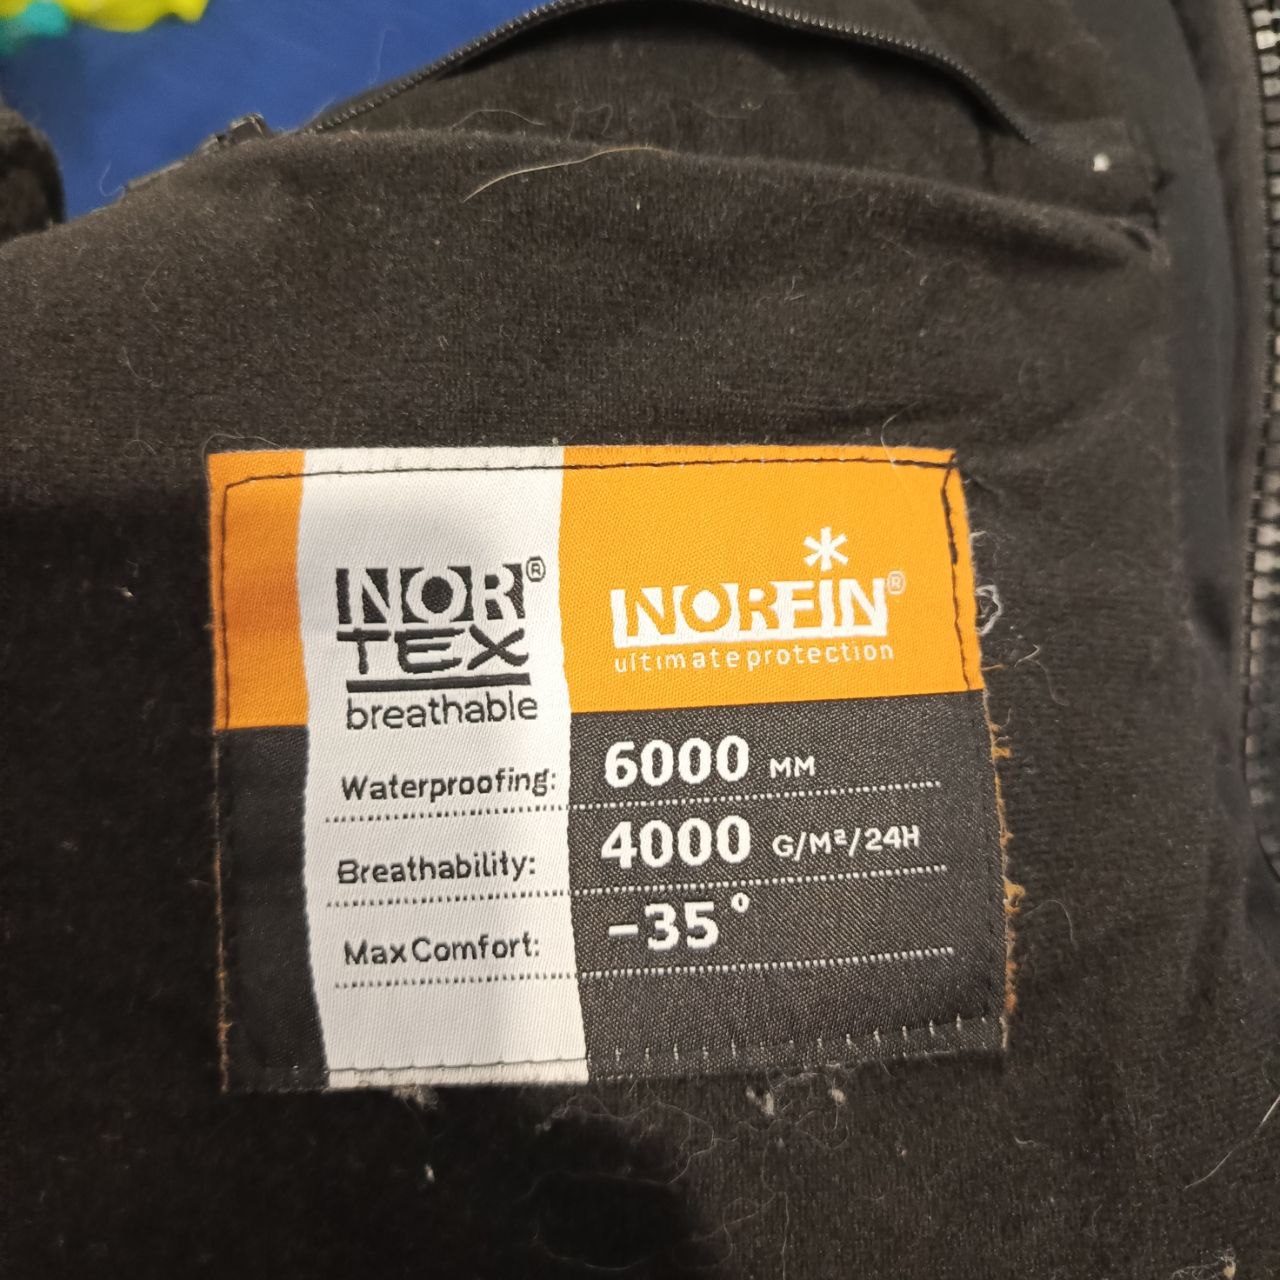 NOR®
TEX
breathable
NORFIN®
ultimate protection
Waterproofing: 6000 MM
Breathability: 4000 G/M²/24H
Max Comfort: -35°